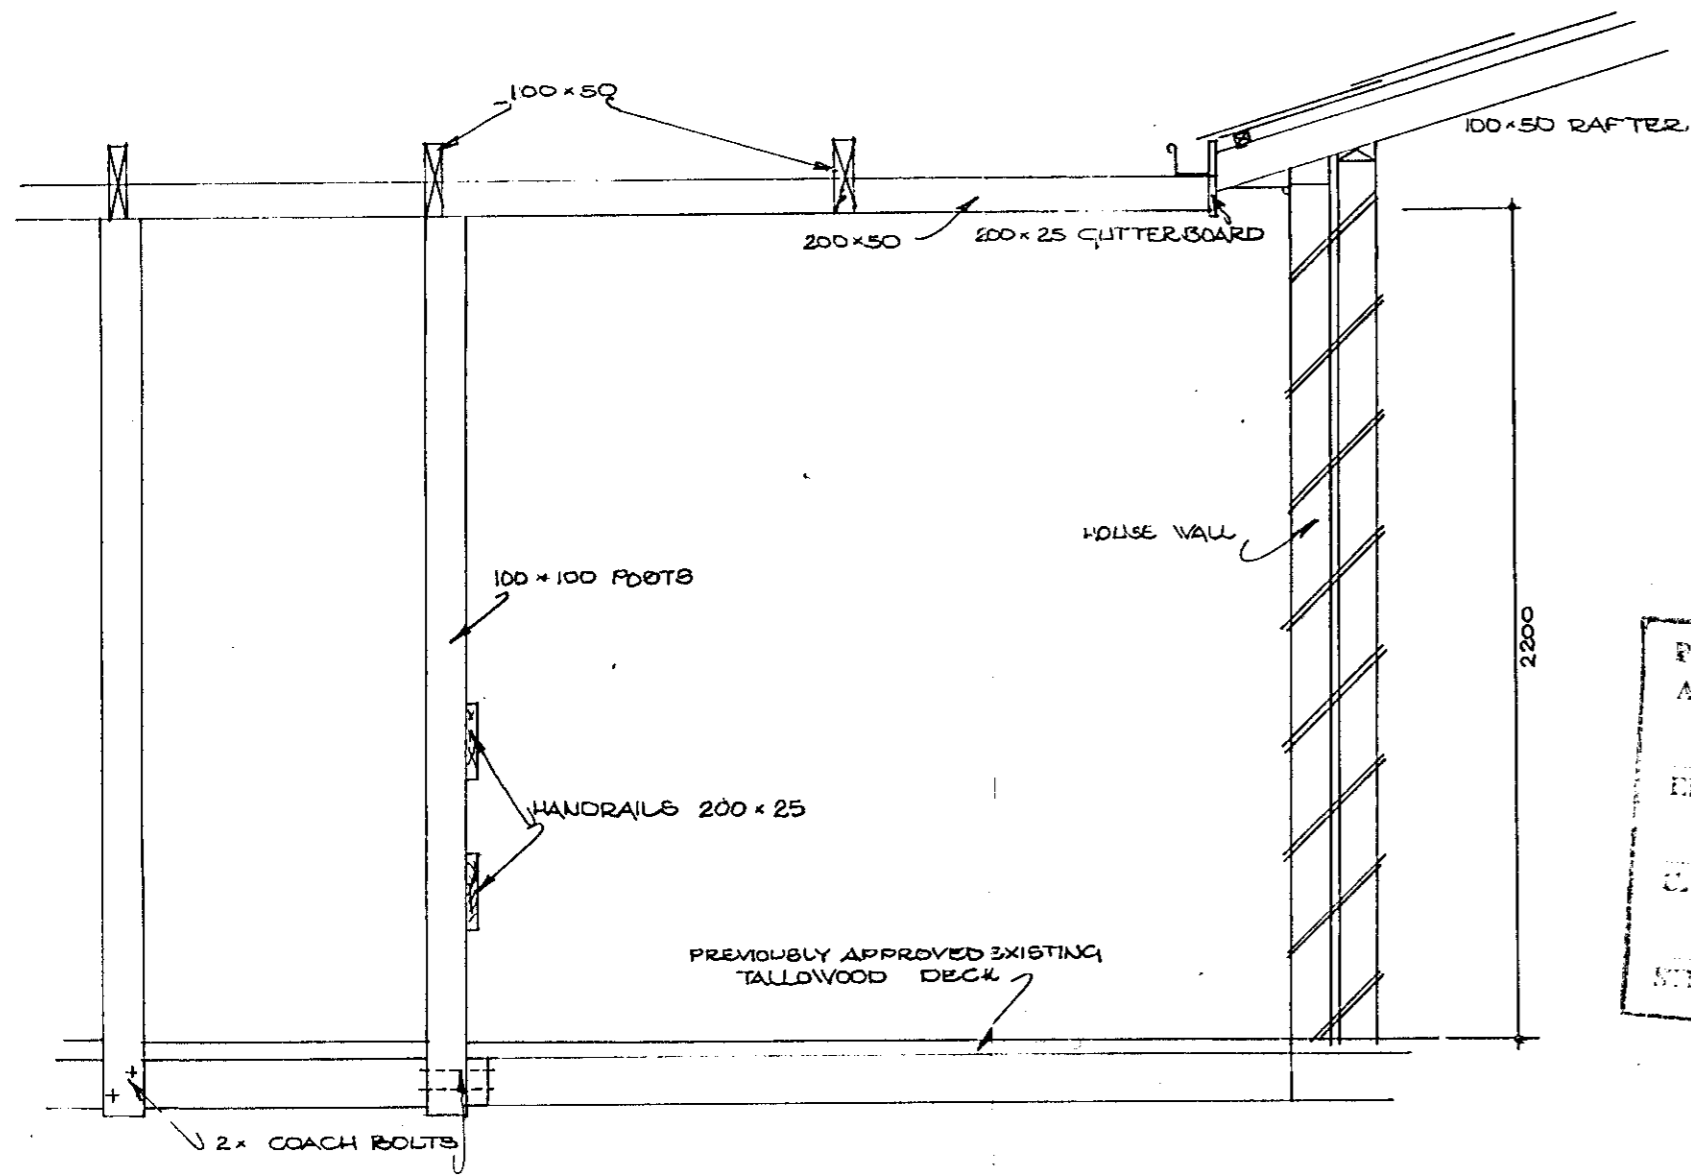 100×50
100×50 RAFTER
200×50
200×25 GUTTERBOARD
HOUSE WALL
100×100 POSTS
2200
HANDRAILS 200×25
PREVIOUSLY APPROVED EXISTING
TALLOWOOD DECK
2× COACH BOLTS